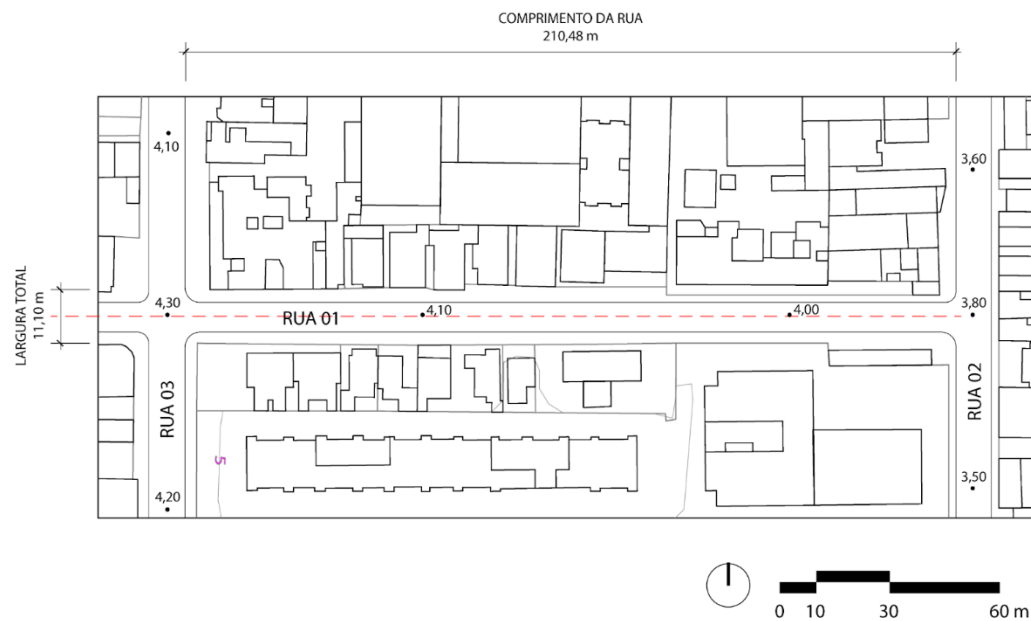 COMPRIMENTO DA RUA
210,48 m
4,10
3,60
LARGURA TOTAL
11,10 m
4,30
4,10
4,00
3,80
RUA 01
RUA 03
RUA 02
5
4,20
3,50
0 10 30 60 m